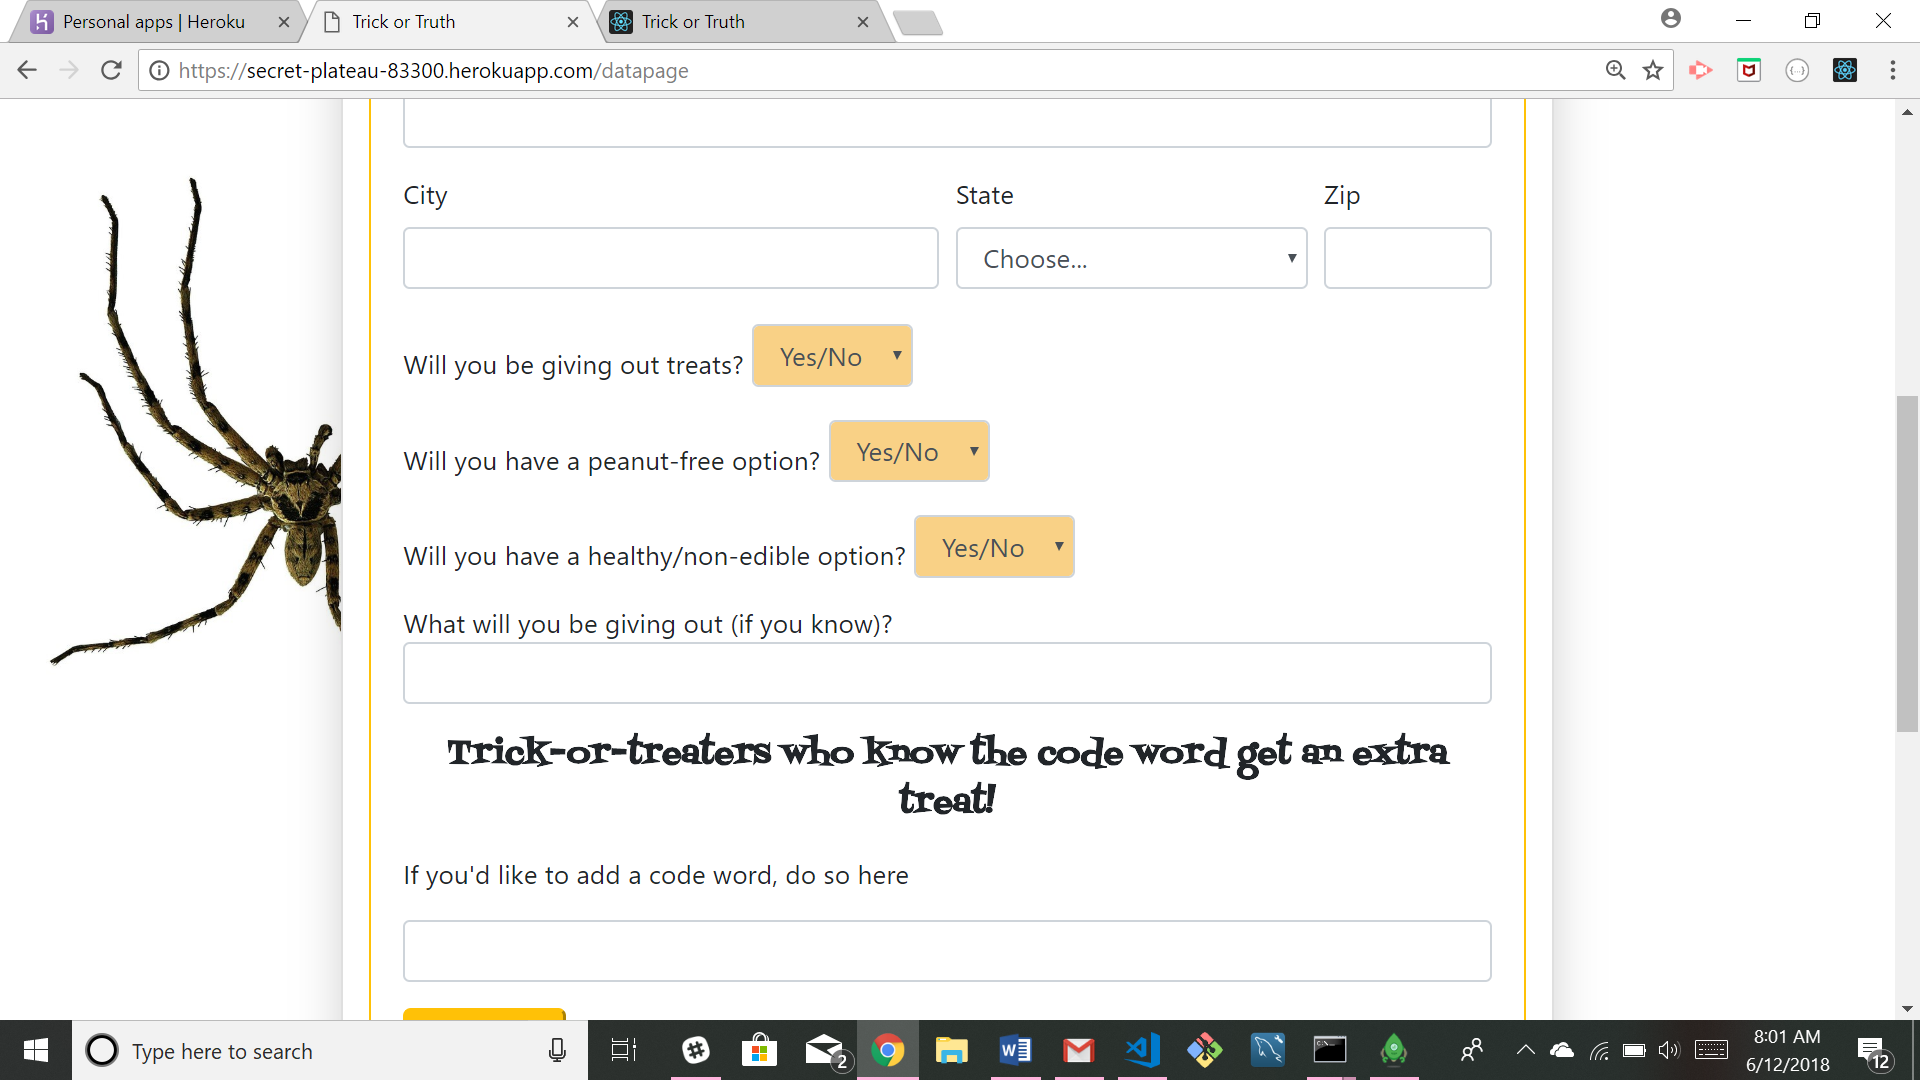 Personal apps | Heroku
Trick or Truth
Trick or Truth
https://secret-plateau-83300.herokuapp.com/datapage
City
State
Zip
Choose...
Will you be giving out treats? Yes/No
Will you have a peanut-free option? Yes/No
Will you have a healthy/non-edible option? Yes/No
What will you be giving out (if you know)?
Trick-or-treaters who know the code word get an extra
treat!
If you'd like to add a code word, do so here
Type here to search
2
8:01 AM
6/12/2018
12